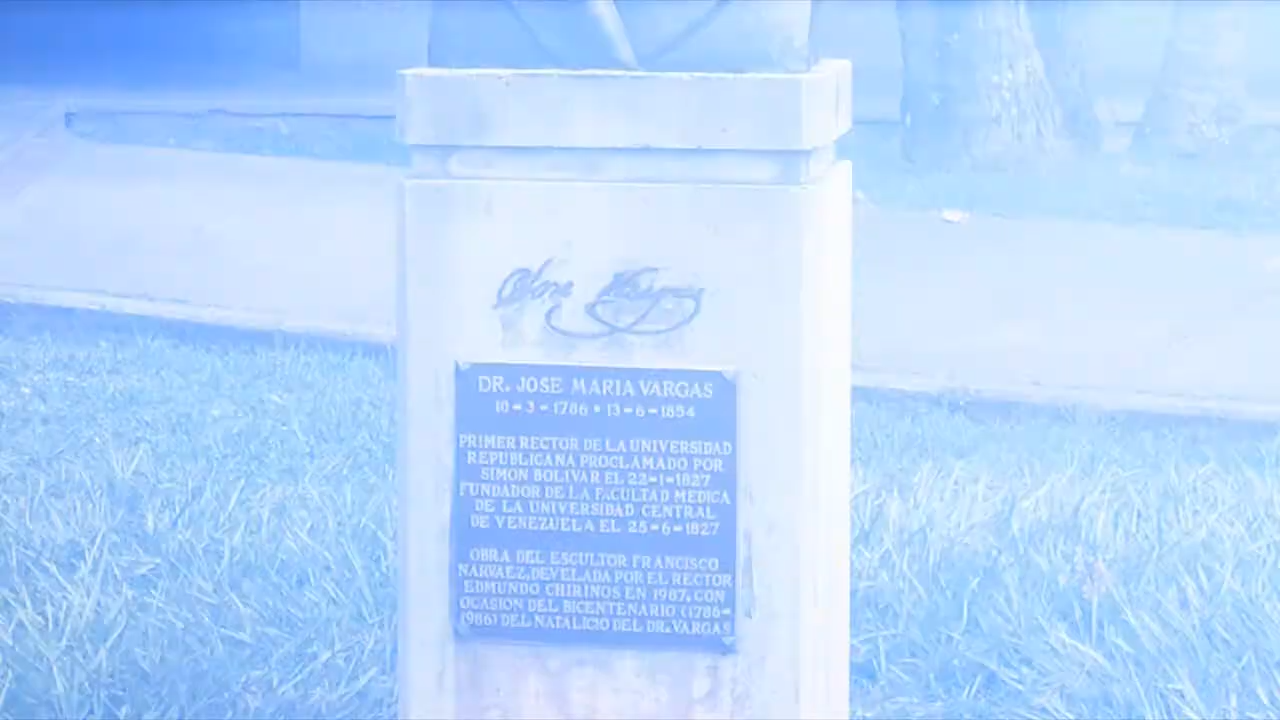 Jose Vargas
DR. JOSE MARIA VARGAS
10-3-1786 • 13-6-1854
PRIMER RECTOR DE LA UNIVERSIDAD
REPUBLICANA PROCLAMADO POR
SIMON BOLIVAR EL 22-1-1827
FUNDADOR DE LA FACULTAD MEDICA
DE LA UNIVERSIDAD CENTRAL
DE VENEZUELA EL 25-6-1827
OBRA DEL ESCULTOR FRANCISCO
NARVAEZ, DEVELADA POR EL RECTOR
EDMUNDO CHIRINOS EN 1987, CON
OCASION DEL BICENTENARIO (1786-
1986) DEL NATALICIO DEL DR. VARGAS